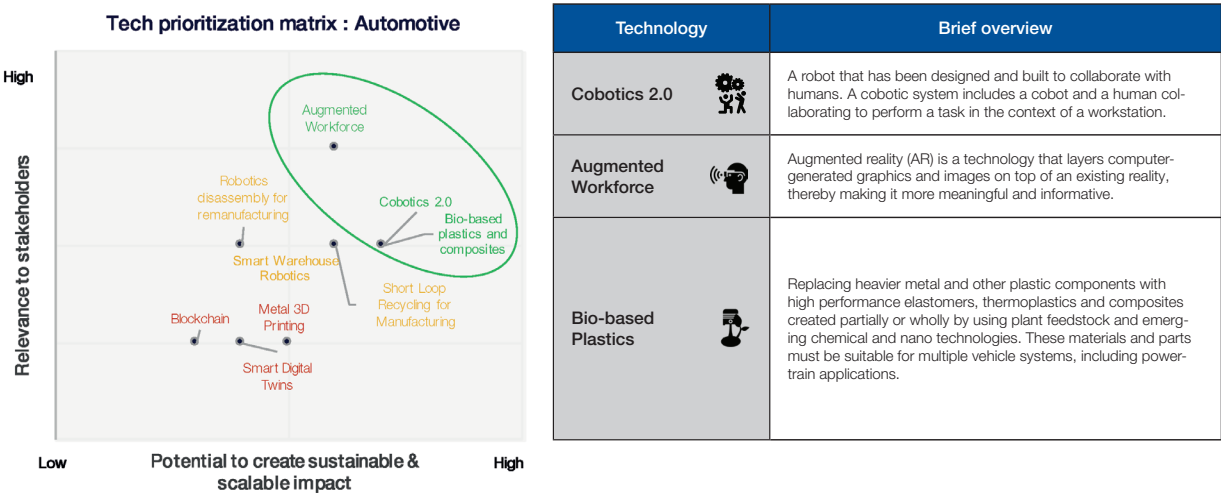 Tech prioritization matrix : Automotive
High
Relevance to stakeholders
Augmented
Workforce
Robotics
disassembly for
remanufacturing
Cobotics 2.0
Bio-based
plastics and
composites
Smart Warehouse
Robotics
Short Loop
Recycling for
Manufacturing
Blockchain
Metal 3D
Printing
Smart Digital
Twins
Low
Potential to create sustainable &
scalable impact
High
Technology
Brief overview
Cobotics 2.0
A robot that has been designed and built to collaborate with
humans. A cobotic system includes a cobot and a human col-
laborating to perform a task in the context of a workstation.
Augmented
Workforce
Augmented reality (AR) is a technology that layers computer-
generated graphics and images on top of an existing reality,
thereby making it more meaningful and informative.
Bio-based
Plastics
Replacing heavier metal and other plastic components with
high performance elastomers, thermoplastics and composites
created partially or wholly by using plant feedstock and emerg-
ing chemical and nano technologies. These materials and parts
must be suitable for multiple vehicle systems, including power-
train applications.